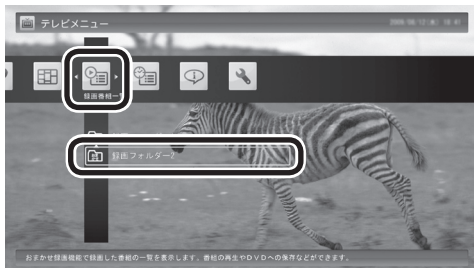 テレビメニュー
録画番組一覧
録画フォルダー2
おまかせ録画機能で録画した番組の一覧を表示します。番組の再生やDVDへの保存などができます。